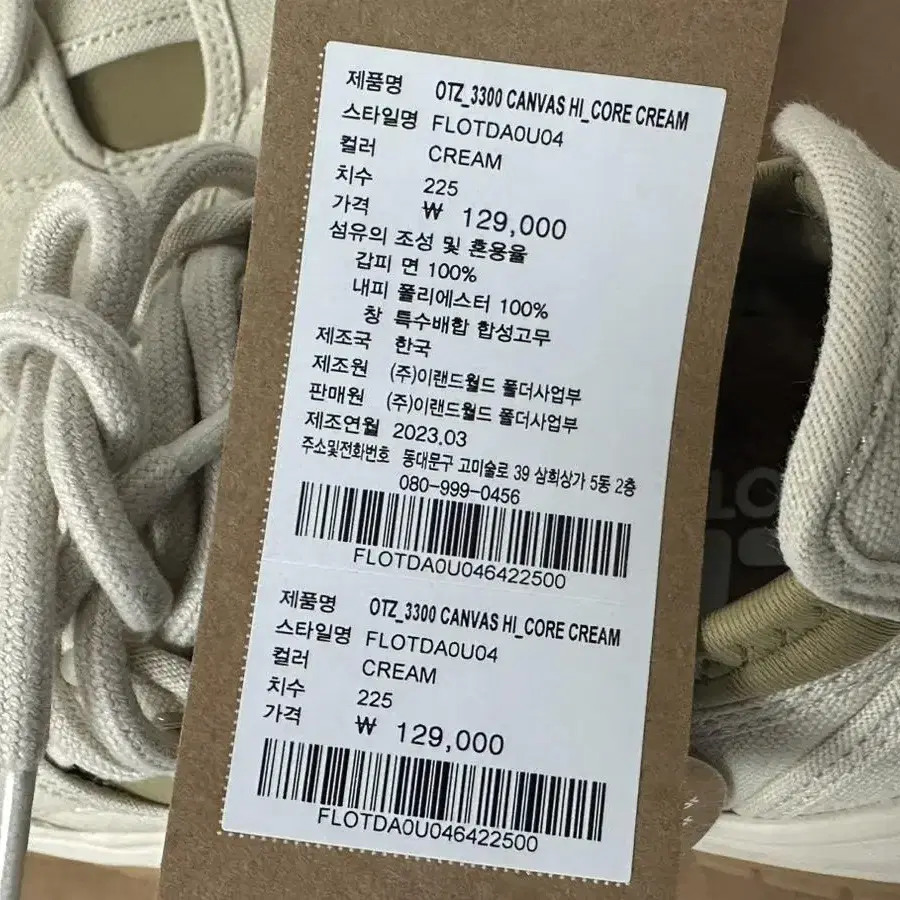 제품명 OTZ_3300 CANVAS HI_CORE CREAM
스타일명 FLOTDA0U04
컬러 CREAM
치수 225
가격 ₩ 129,000
섬유의 조성 및 혼용율
갑피 면 100%
내피 폴리에스터 100%
창 특수배합 합성고무
제조국 한국
제조원 (주)이랜드월드 폴더사업부
판매원 (주)이랜드월드 폴더사업부
제조연월 2023.03
주소및전화번호 동대문구 고미술로 39 삼희상가 5동 2층
080-999-0456
FLOTDA0U046422500
제품명 OTZ_3300 CANVAS HI_CORE CREAM
스타일명 FLOTDA0U04
컬러 CREAM
치수 225
가격 ₩ 129,000
FLOTDA0U046422500